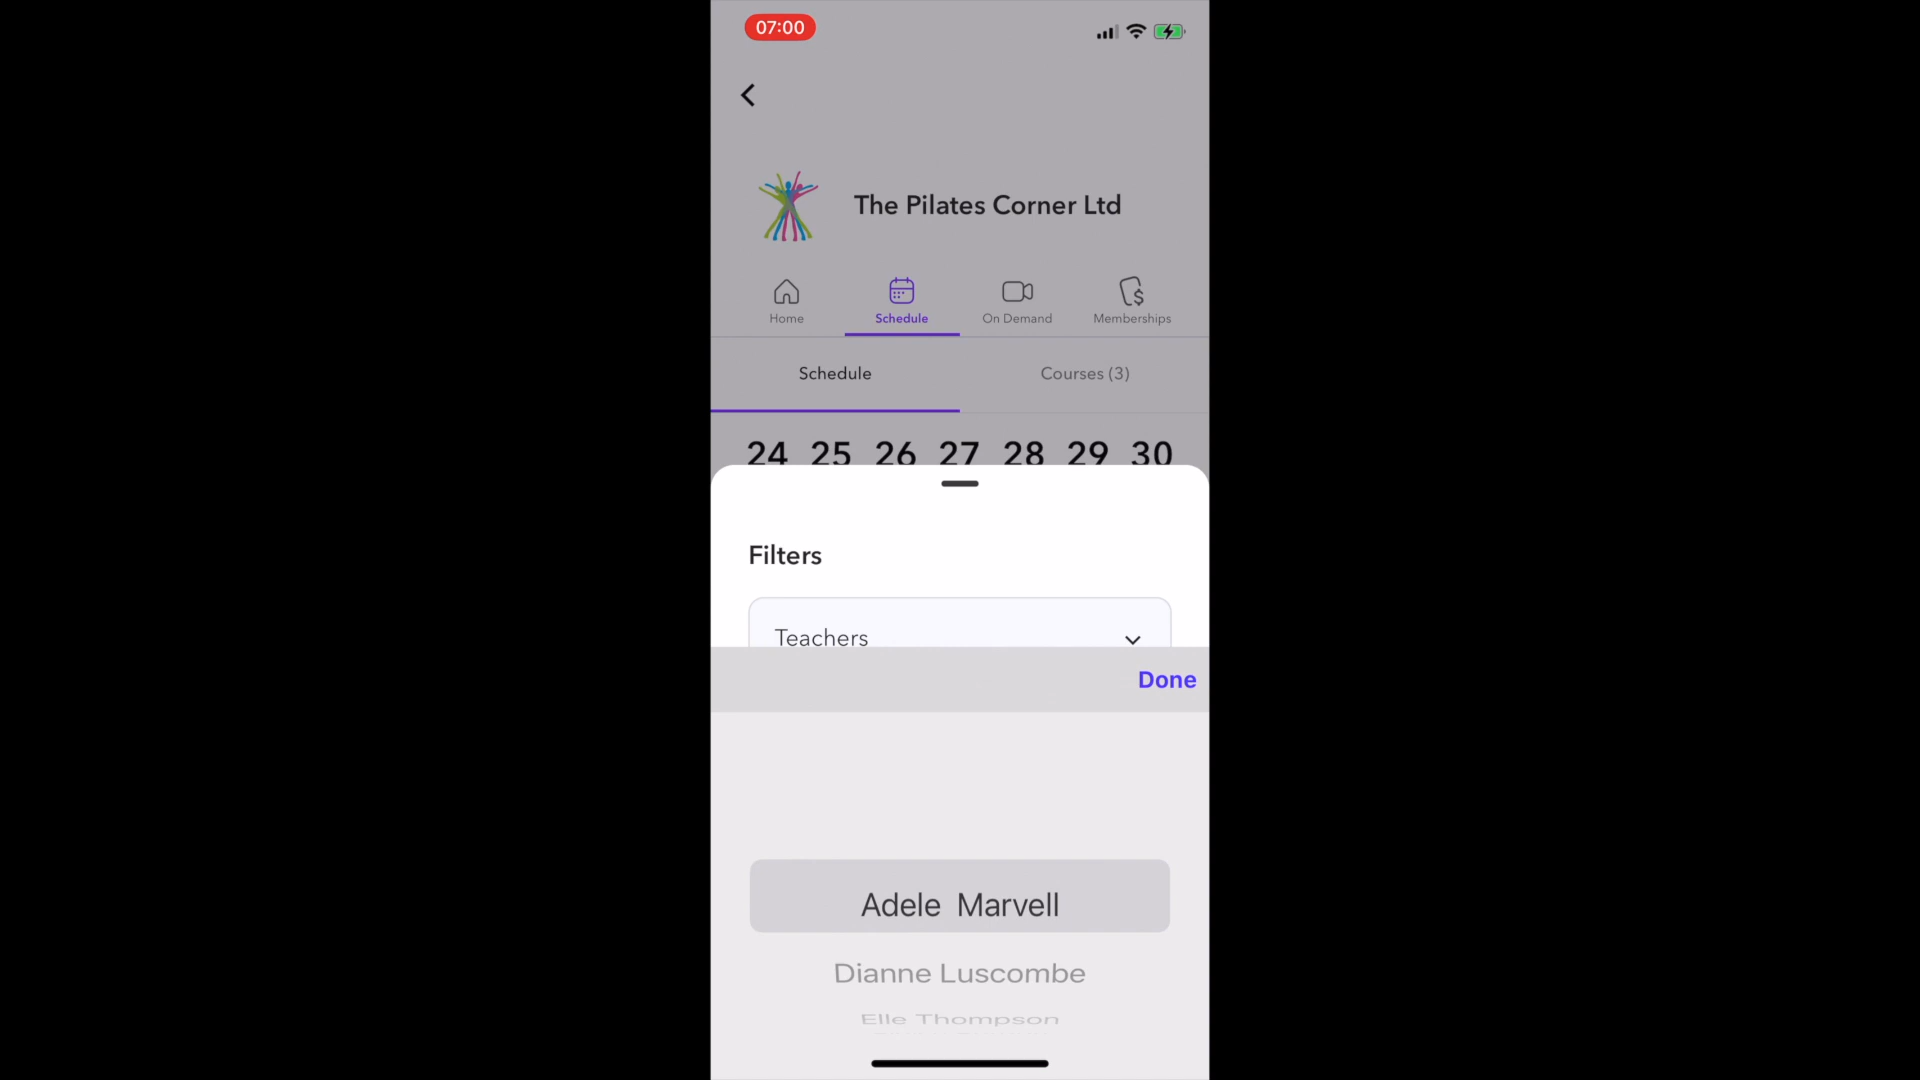 07:00
The Pilates Corner Ltd
Home Schedule On Demand Memberships
Schedule Courses (3)
24 25 26 27 28 29 30
Filters
Teachers
Done
Adele Marvell
Dianne Luscombe
Elle Thompson